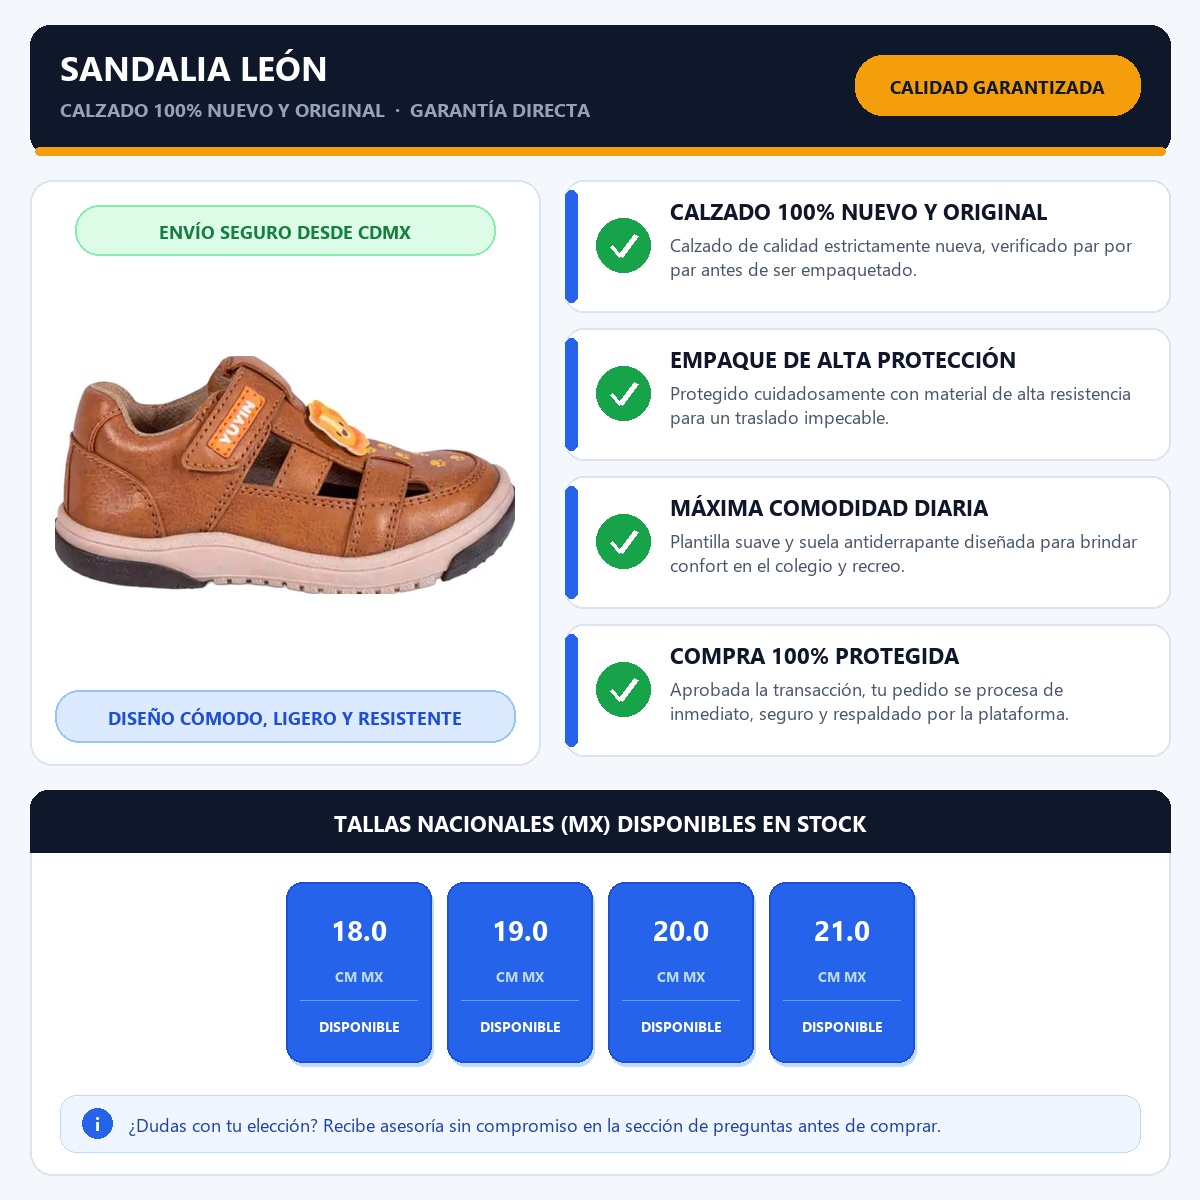 SANDALIA LEÓN
CALZADO 100% NUEVO Y ORIGINAL · GARANTÍA DIRECTA
CALIDAD GARANTIZADA
ENVÍO SEGURO DESDE CDMX
YUVIN
DISEÑO CÓMODO, LIGERO Y RESISTENTE
CALZADO 100% NUEVO Y ORIGINAL
Calzado de calidad estrictamente nueva, verificado par por
par antes de ser empaquetado.
EMPAQUE DE ALTA PROTECCIÓN
Protegido cuidadosamente con material de alta resistencia
para un traslado impecable.
MÁXIMA COMODIDAD DIARIA
Plantilla suave y suela antiderrapante diseñada para brindar
confort en el colegio y recreo.
COMPRA 100% PROTEGIDA
Aprobada la transacción, tu pedido se procesa de
inmediato, seguro y respaldado por la plataforma.
TALLAS NACIONALES (MX) DISPONIBLES EN STOCK
18.0
CM MX
DISPONIBLE
19.0
CM MX
DISPONIBLE
20.0
CM MX
DISPONIBLE
21.0
CM MX
DISPONIBLE
¿Dudas con tu elección? Recibe asesoría sin compromiso en la sección de preguntas antes de comprar.